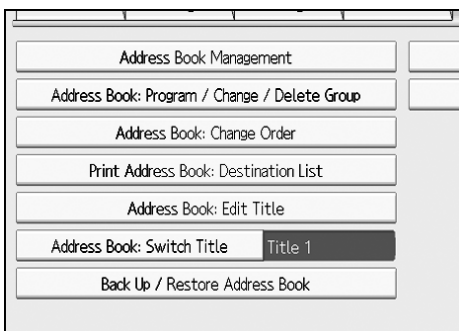 Address Book Management
Address Book: Program / Change / Delete Group
Address Book: Change Order
Print Address Book: Destination List
Address Book: Edit Title
Address Book: Switch Title Title 1
Back Up / Restore Address Book